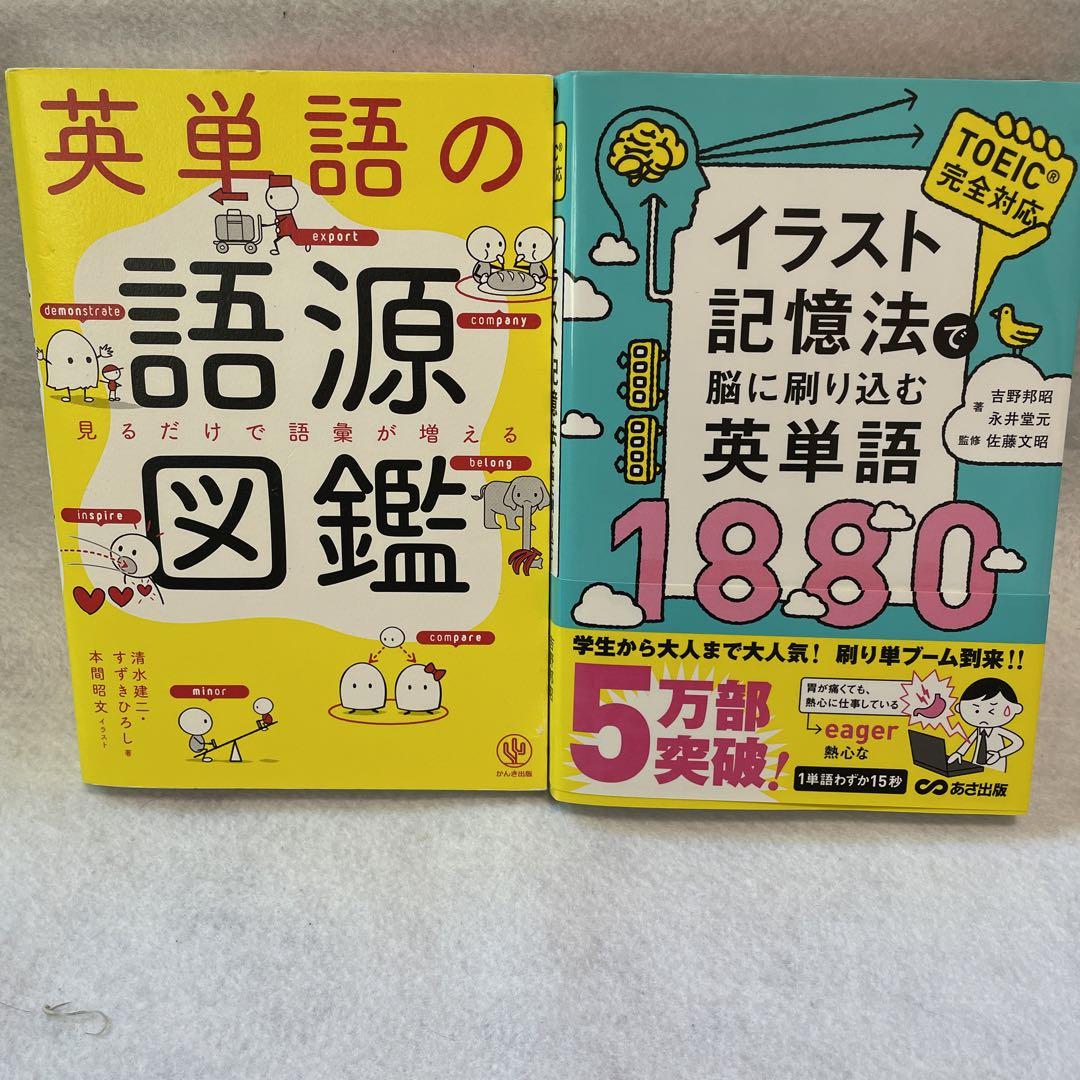 英単語の
export
語源
demonstrate
company
見るだけで語彙が増える
belong
図鑑
inspire
compare
minor
清水建二・
すずきひろし 著
本間昭文 イラスト
かんき出版
TOEIC®
完全対応
イラスト
記憶法で
脳に刷り込む
英単語
1880
著 吉野邦昭
永井堂元
監修 佐藤文昭
学生から大人まで大人気! 刷り単ブーム到来!!
5万部
突破!
胃が痛くても、
熱心に仕事している
eager
熱心な
1単語わずか15秒
あさ出版